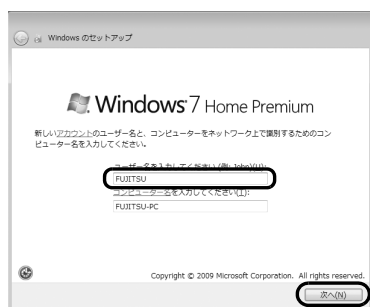 Windows のセットアップ
Windows 7 Home Premium
新しいアカウントのユーザー名と、コンピューターをネットワーク上で識別するためのコン
ピューター名を入力してください。
ユーザー名を入力してください (例: John)(U):
FUJITSU
コンピューター名を入力してください(T):
FUJITSU-PC
Copyright © 2009 Microsoft Corporation. All rights reserved.
次へ(N)